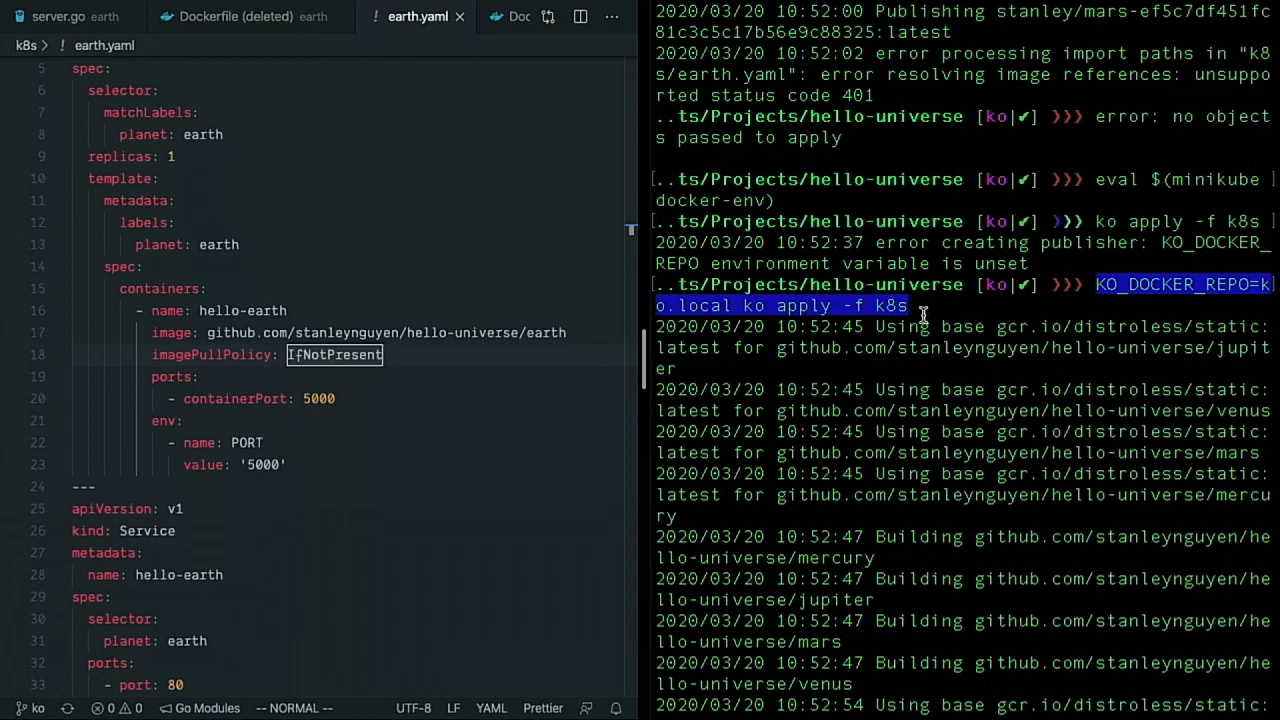 server.go earth
Dockerfile (deleted) earth
! earth.yaml
Doc
k8s > ! earth.yaml
5 spec:
6 selector:
7 matchLabels:
8 planet: earth
9 replicas: 1
10 template:
11 metadata:
12 labels:
13 planet: earth
14 spec:
15 containers:
16 - name: hello-earth
17 image: github.com/stanleynguyen/hello-universe/earth
18 imagePullPolicy: IfNotPresent
19 ports:
20 - containerPort: 5000
21 env:
22 - name: PORT
23 value: '5000'
24 ---
25 apiVersion: v1
26 kind: Service
27 metadata:
28 name: hello-earth
29 spec:
30 selector:
31 planet: earth
32 ports:
33 - port: 80
ko 0 0 Go Modules -- NORMAL -- UTF-8 LF YAML Prettier
2020/03/20 10:52:00 Publishing stanley/mars-ef5c7df451fc
81c3c5c17b56e9c88325:latest
2020/03/20 10:52:02 error processing import paths in "k8
s/earth.yaml": error resolving image references: unsuppo
rted status code 401
..ts/Projects/hello-universe [ko|✔] ❯❯❯ error: no object
s passed to apply
[..ts/Projects/hello-universe [ko|✔] ❯❯❯ eval $(minikube ]
docker-env)
[..ts/Projects/hello-universe [ko|✔] ❯❯❯ ko apply -f k8s ]
2020/03/20 10:52:37 error creating publisher: KO_DOCKER_
REPO environment variable is unset
[..ts/Projects/hello-universe [ko|✔] ❯❯❯ KO_DOCKER_REPO=k]
o.local ko apply -f k8s
2020/03/20 10:52:45 Using base gcr.io/distroless/static:
latest for github.com/stanleynguyen/hello-universe/jupit
er
2020/03/20 10:52:45 Using base gcr.io/distroless/static:
latest for github.com/stanleynguyen/hello-universe/venus
2020/03/20 10:52:45 Using base gcr.io/distroless/static:
latest for github.com/stanleynguyen/hello-universe/mars
2020/03/20 10:52:45 Using base gcr.io/distroless/static:
latest for github.com/stanleynguyen/hello-universe/mercu
ry
2020/03/20 10:52:47 Building github.com/stanleynguyen/he
llo-universe/mercury
2020/03/20 10:52:47 Building github.com/stanleynguyen/he
llo-universe/jupiter
2020/03/20 10:52:47 Building github.com/stanleynguyen/he
llo-universe/mars
2020/03/20 10:52:47 Building github.com/stanleynguyen/he
llo-universe/venus
2020/03/20 10:52:54 Using base gcr.io/distroless/static: